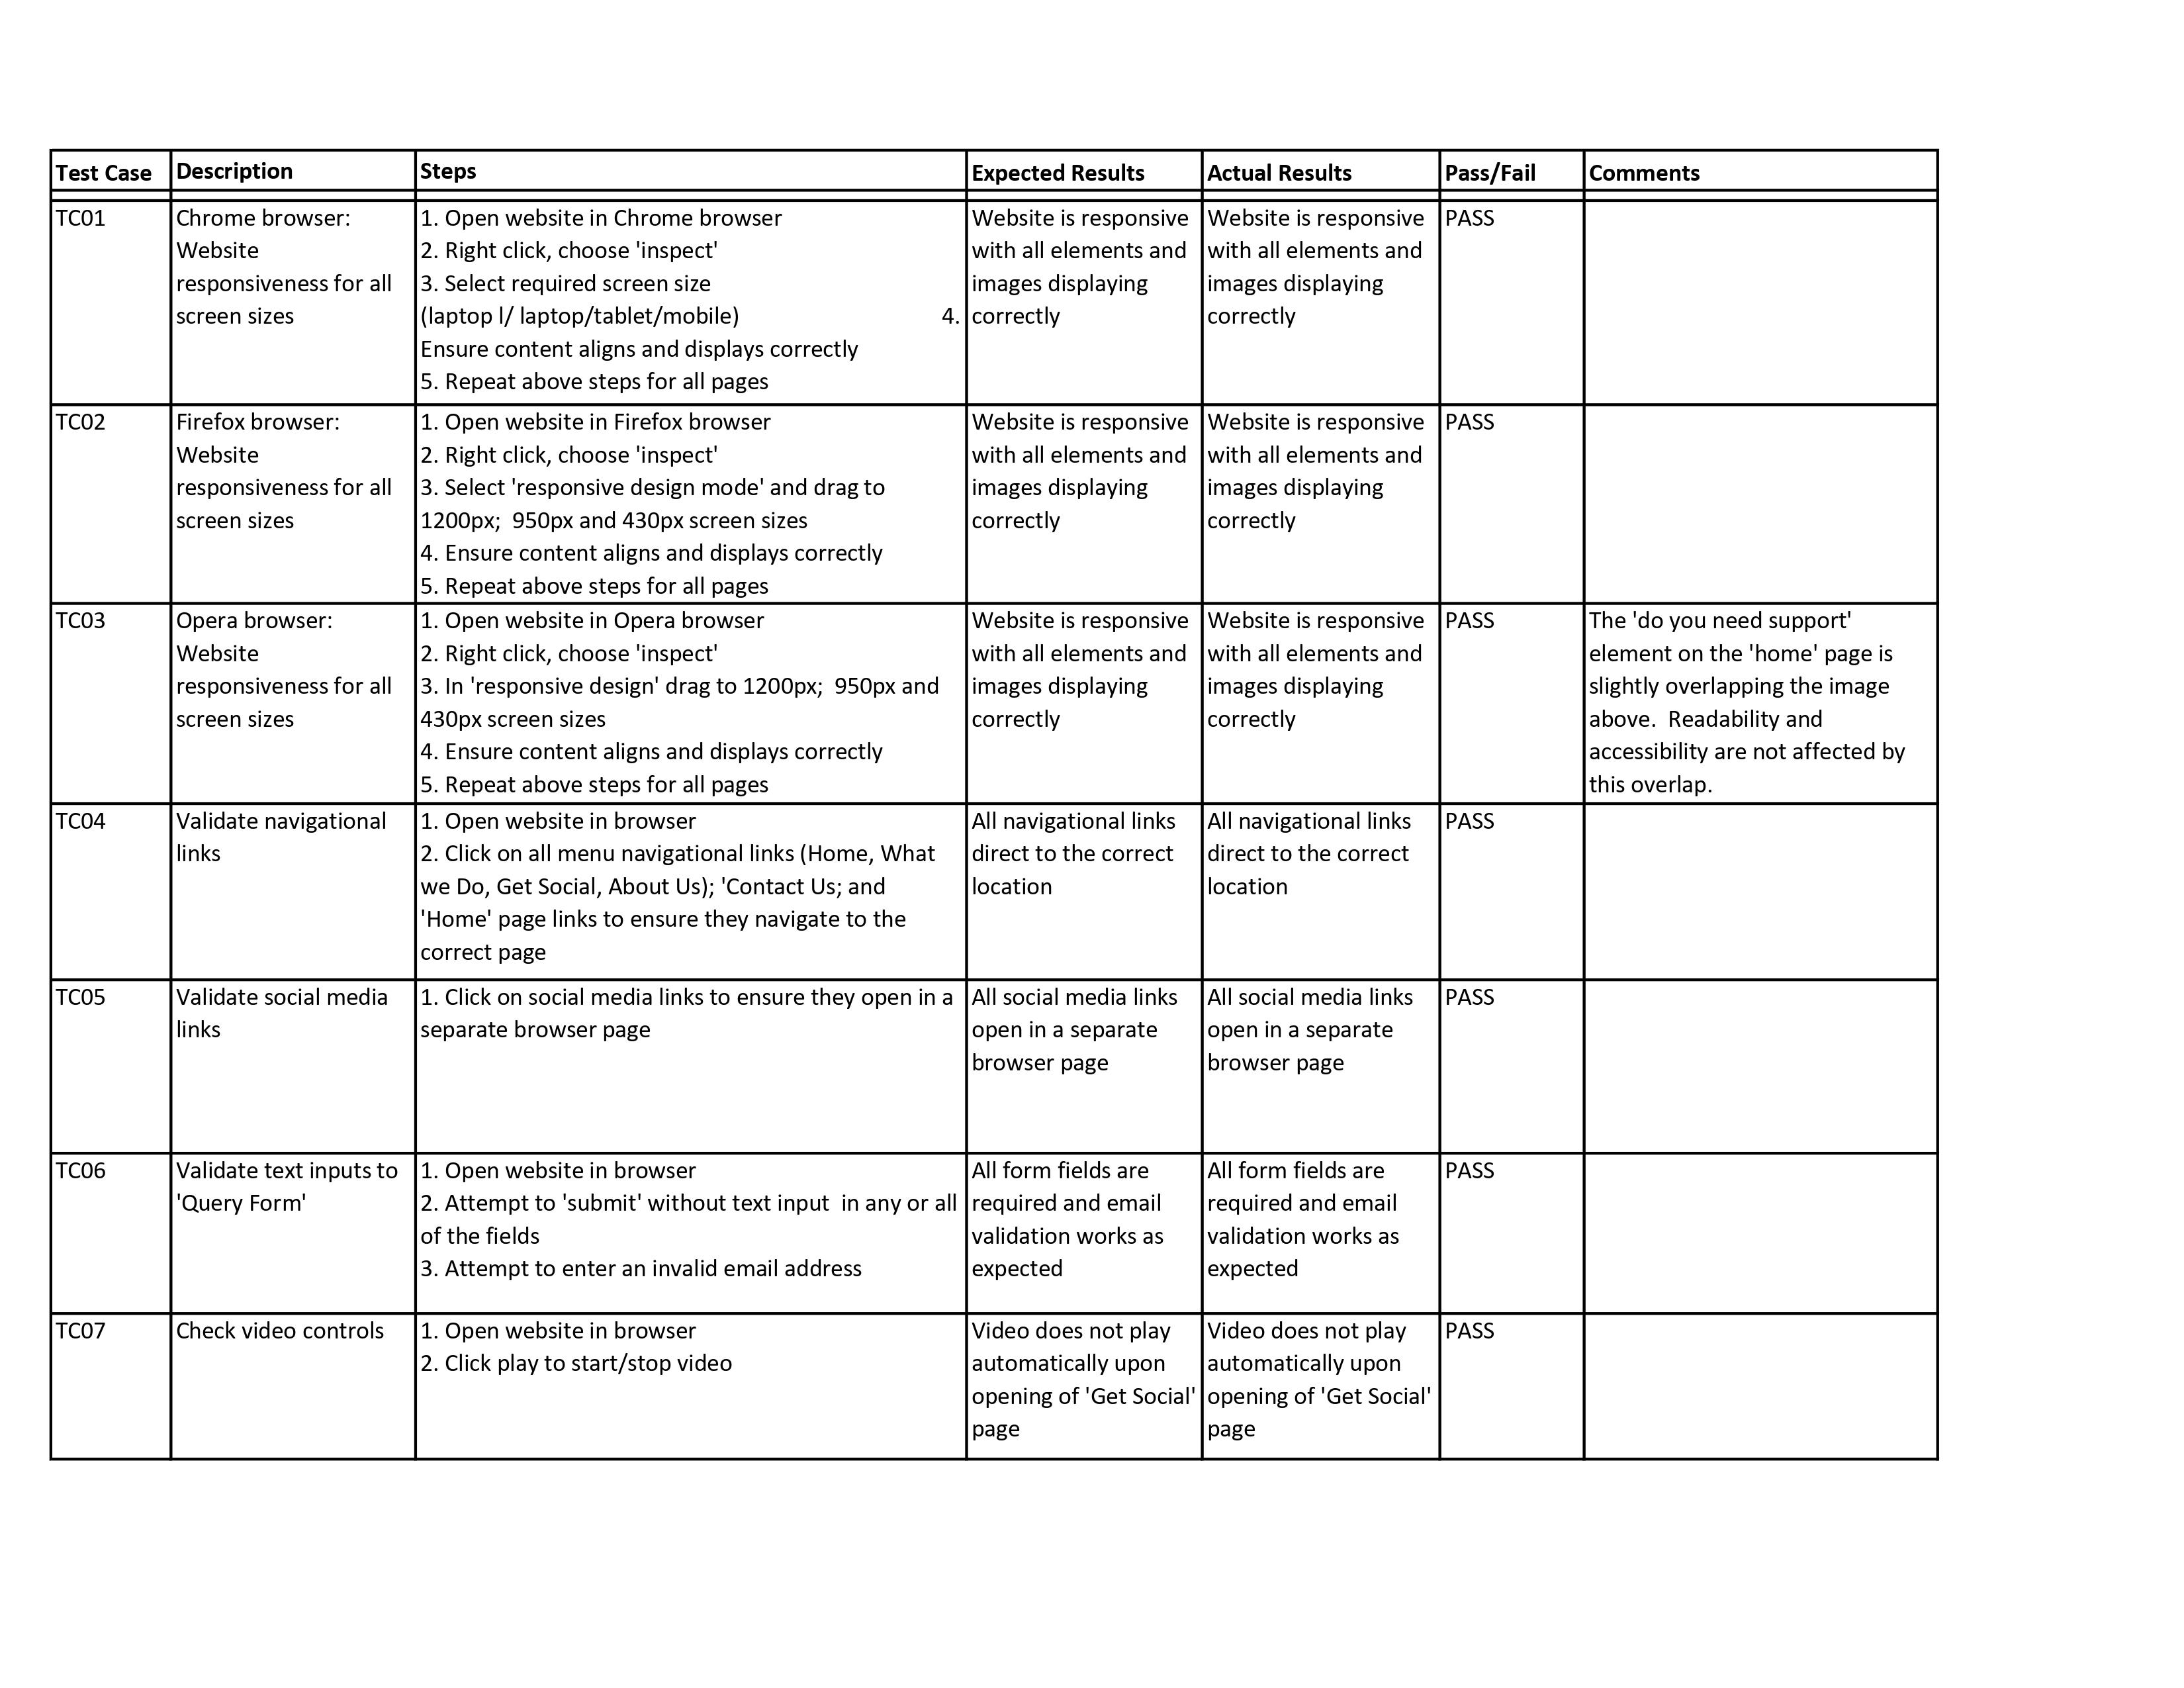 Test Case Description Steps Expected Results Actual Results Pass/Fail Comments
TC01
Chrome browser:
Website
responsiveness for all
screen sizes
1. Open website in Chrome browser
2. Right click, choose 'inspect'
3. Select required screen size
(laptop l/ laptop/tablet/mobile) 4.
Ensure content aligns and displays correctly
5. Repeat above steps for all pages
Website is responsive
with all elements and
images displaying
correctly
Website is responsive
with all elements and
images displaying
correctly
PASS
TC02
Firefox browser:
Website
responsiveness for all
screen sizes
1. Open website in Firefox browser
2. Right click, choose 'inspect'
3. Select 'responsive design mode' and drag to
1200px;  950px and 430px screen sizes
4. Ensure content aligns and displays correctly
5. Repeat above steps for all pages
Website is responsive
with all elements and
images displaying
correctly
Website is responsive
with all elements and
images displaying
correctly
PASS
TC03
Opera browser:
Website
responsiveness for all
screen sizes
1. Open website in Opera browser
2. Right click, choose 'inspect'
3. In 'responsive design' drag to 1200px;  950px and
430px screen sizes
4. Ensure content aligns and displays correctly
5. Repeat above steps for all pages
Website is responsive
with all elements and
images displaying
correctly
Website is responsive
with all elements and
images displaying
correctly
PASS
The 'do you need support'
element on the 'home' page is
slightly overlapping the image
above.  Readability and
accessibility are not affected by
this overlap.
TC04
Validate navigational
links
1. Open website in browser
2. Click on all menu navigational links (Home, What
we Do, Get Social, About Us); 'Contact Us; and
'Home' page links to ensure they navigate to the
correct page
All navigational links
direct to the correct
location
All navigational links
direct to the correct
location
PASS
TC05
Validate social media
links
1. Click on social media links to ensure they open in a
separate browser page
All social media links
open in a separate
browser page
All social media links
open in a separate
browser page
PASS
TC06
Validate text inputs to
'Query Form'
1. Open website in browser
2. Attempt to 'submit' without text input  in any or all
of the fields
3. Attempt to enter an invalid email address
All form fields are
required and email
validation works as
expected
All form fields are
required and email
validation works as
expected
PASS
TC07
Check video controls
1. Open website in browser
2. Click play to start/stop video
Video does not play
automatically upon
opening of 'Get Social'
page
Video does not play
automatically upon
opening of 'Get Social'
page
PASS